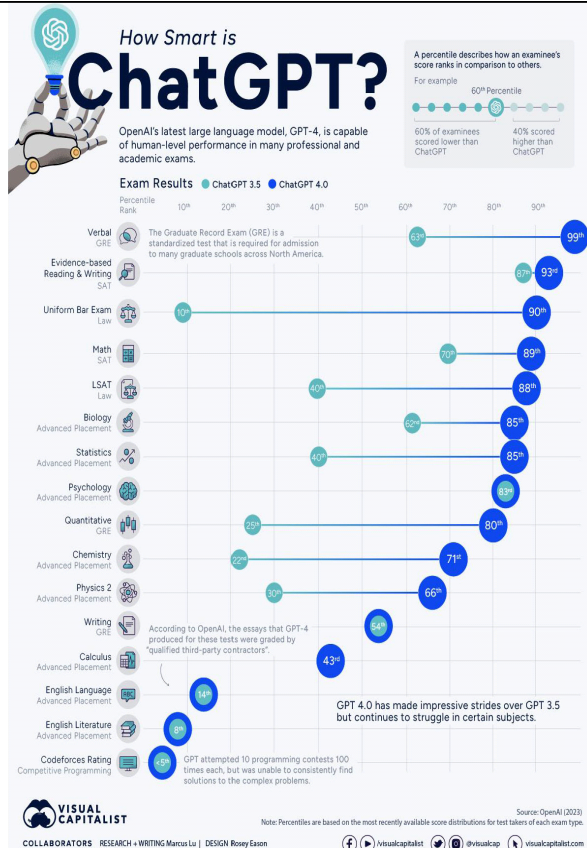 How Smart is
ChatGPT?
OpenAI's latest large language model, GPT-4, is capable
of human-level performance in many professional and
academic exams.
A percentile describes how an examinee's
score ranks in comparison to others.
For example
60th Percentile
60% of examinees
scored lower than
ChatGPT
40% scored
higher than
ChatGPT
Exam Results ChatGPT 3.5 ChatGPT 4.0
Percentile
Rank
10th 20th 30th 40th 50th 60th 70th 80th 90th
Verbal
GRE
The Graduate Record Exam (GRE) is a
standardized test that is required for admission
to many graduate schools across North America.
63rd 99th
Evidence-based
Reading & Writing
SAT
87th 93rd
Uniform Bar Exam
Law
10th 90th
Math
SAT
70th 89th
LSAT
Law
40th 88th
Biology
Advanced Placement
62nd 85th
Statistics
Advanced Placement
40th 85th
Psychology
Advanced Placement
83rd
Quantitative
GRE
25th 80th
Chemistry
Advanced Placement
22nd 71st
Physics 2
Advanced Placement
30th 66th
Writing
GRE
54th
According to OpenAI, the essays that GPT-4
produced for these tests were graded by
"qualified third-party contractors".
Calculus
Advanced Placement
43rd
English Language
Advanced Placement
ABC
14th
GPT 4.0 has made impressive strides over GPT 3.5
but continues to struggle in certain subjects.
English Literature
Advanced Placement
8th
Codeforces Rating
Competitive Programming
<5th
GPT attempted 10 programming contests 100
times each, but was unable to consistently find
solutions to the complex problems.
VISUAL
CAPITALIST
Source: OpenAI (2023)
Note: Percentiles are based on the most recently available score distributions for test takers of each exam type.
COLLABORATORS RESEARCH + WRITING Marcus Lu | DESIGN Rosey Eason
/visualcapitalist @visualcap visualcapitalist.com